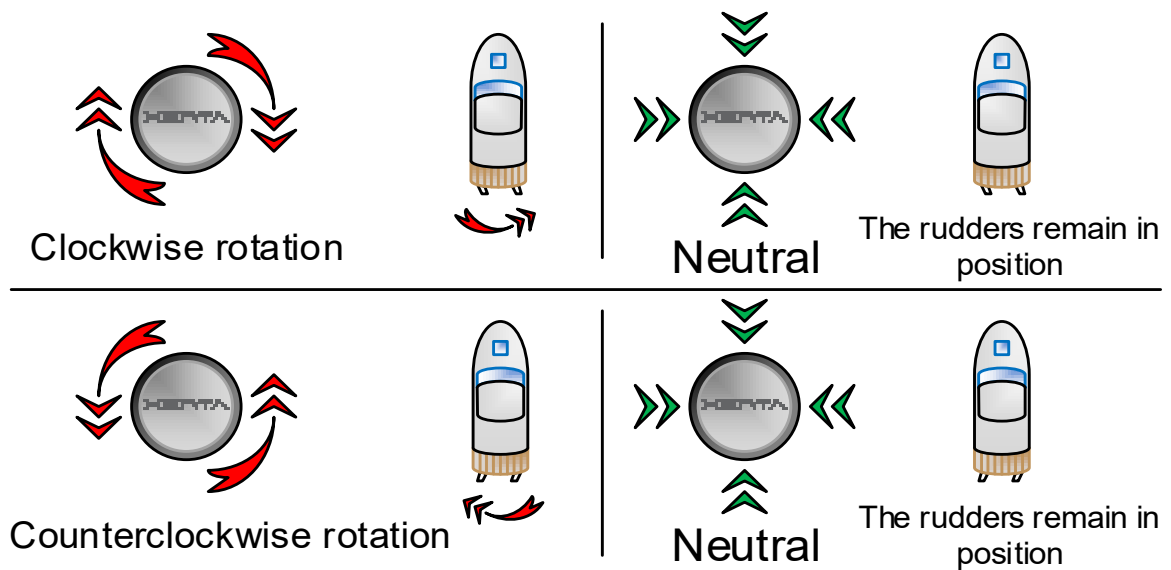 Clockwise rotation
Neutral
The rudders remain in
position
Counterclockwise rotation
Neutral
The rudders remain in
position